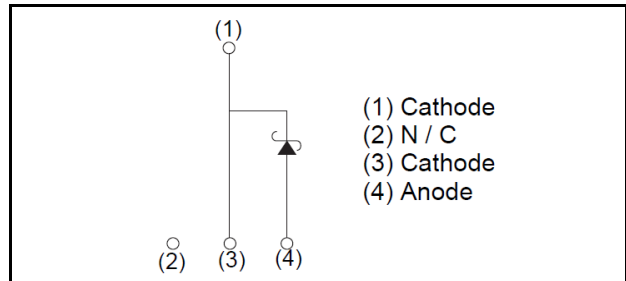 (1)
(1) Cathode
(2) N / C
(3) Cathode
(4) Anode
(2) (3) (4)